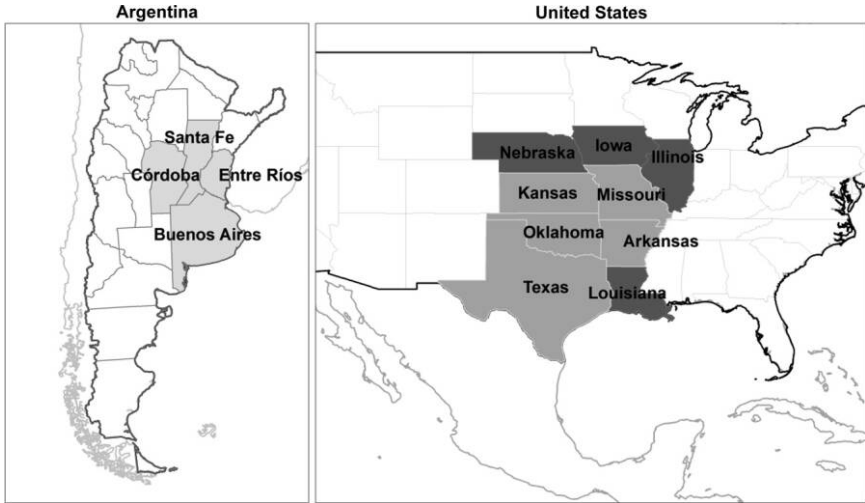 Argentina
Santa Fe
Córdoba
Entre Ríos
Buenos Aires
United States
Nebraska
Iowa
Illinois
Kansas
Missouri
Oklahoma
Arkansas
Texas
Louisiana